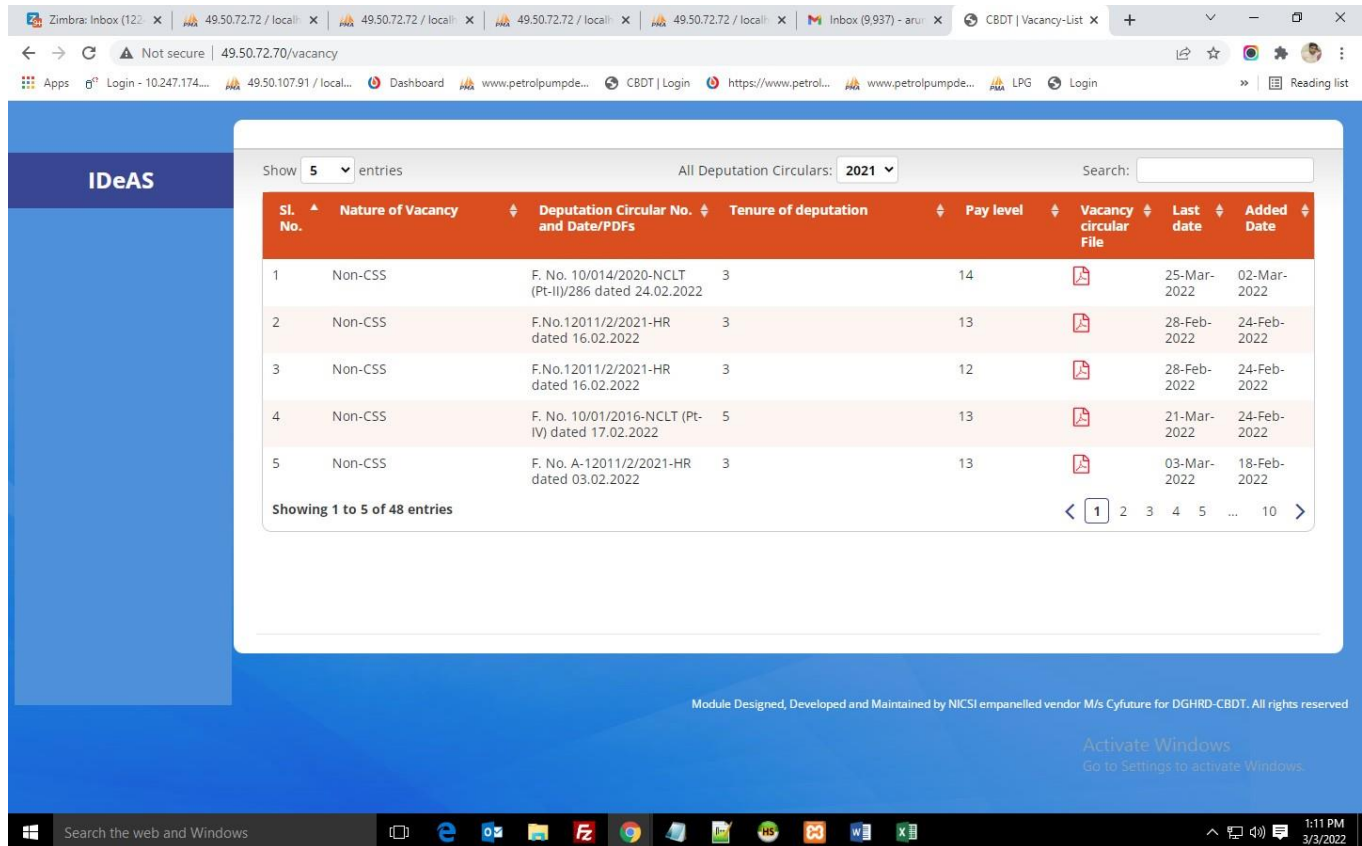 Zimbra: Inbox (122 49.50.72.72 / localh 49.50.72.72 / localh 49.50.72.72 / localh 49.50.72.72 / localh Inbox (9,937) - arun CBDT | Vacancy-List
Not secure | 49.50.72.70/vacancy
Apps Login - 10.247.174.... 49.50.107.91 / local... Dashboard www.petrolpumpde... CBDT | Login https://www.petrol... www.petrolpumpde... LPG Login » Reading list
IDeAS
Show 5 entries All Deputation Circulars: 2021 Search:
Sl. Nature of Vacancy Deputation Circular No. Tenure of deputation Pay level Vacancy Last Added
No. and Date/PDFs circular date Date
File
1 Non-CSS F. No. 10/014/2020-NCLT 3 14 25-Mar- 02-Mar-
(Pt-II)/286 dated 24.02.2022 2022 2022
2 Non-CSS F.No.12011/2/2021-HR 3 13 28-Feb- 24-Feb-
dated 16.02.2022 2022 2022
3 Non-CSS F.No.12011/2/2021-HR 3 12 28-Feb- 24-Feb-
dated 16.02.2022 2022 2022
4 Non-CSS F. No. 10/01/2016-NCLT (Pt- 5 13 21-Mar- 24-Feb-
IV) dated 17.02.2022 2022 2022
5 Non-CSS F. No. A-12011/2/2021-HR 3 13 03-Mar- 18-Feb-
dated 03.02.2022 2022 2022
Showing 1 to 5 of 48 entries 1 2 3 4 5 ... 10
Module Designed, Developed and Maintained by NICSI empanelled vendor M/s Cyfuture for DGHRD-CBDT. All rights reserved
Activate Windows
Go to Settings to activate Windows.
Search the web and Windows 1:11 PM
3/3/2022